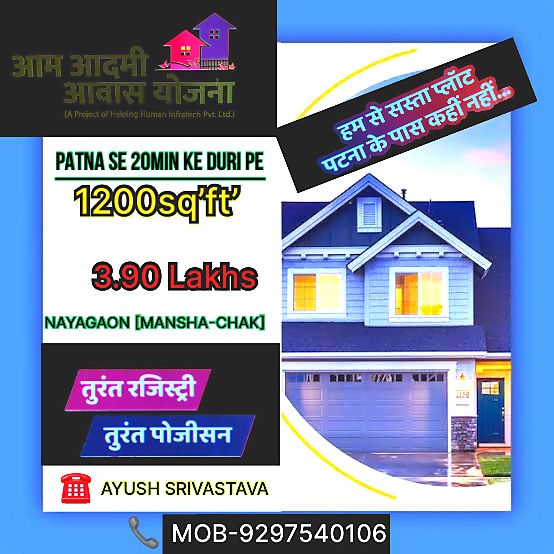 आम आदमी
आवास योजना
(A Project of Helping Human Infratech Pvt. Ltd.)
हम से सस्ता प्लॉट
पटना के पास कहीं नहीं...
PATNA SE 20MIN KE DURI PE
1200sq'ft'
3.90 Lakhs
NAYAGAON [MANSHA-CHAK]
तुरंत रजिस्ट्री
तुरंत पोजीसन
AYUSH SRIVASTAVA
MOB-9297540106